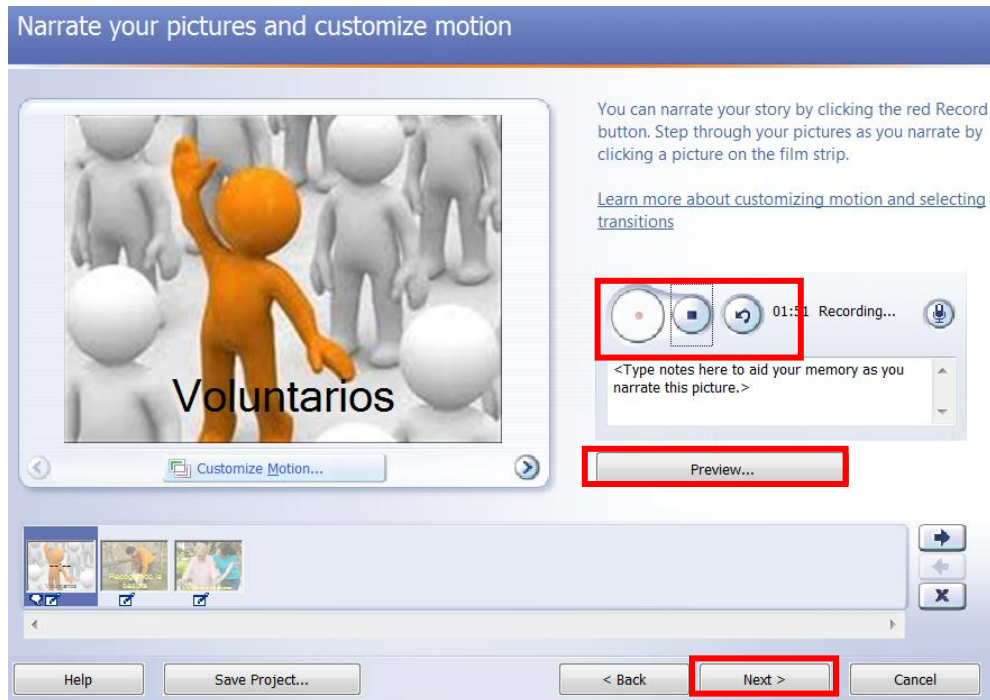 Narrate your pictures and customize motion
You can narrate your story by clicking the red Record
button. Step through your pictures as you narrate by
clicking a picture on the film strip.
Learn more about customizing motion and selecting
transitions
Voluntarios
01:51 Recording...
<Type notes here to aid your memory as you
narrate this picture.>
Customize Motion...
Preview...
Help
Save Project...
< Back
Next >
Cancel